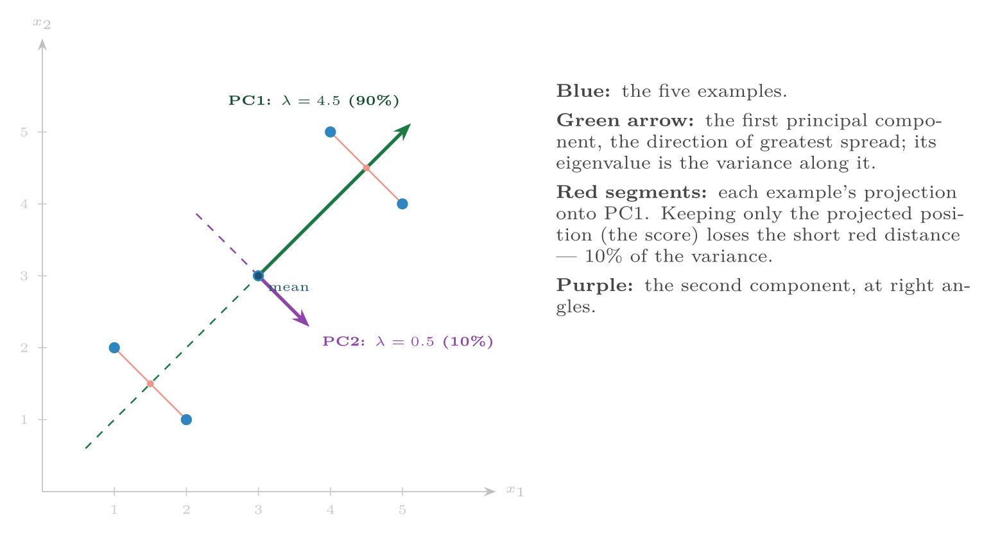 x₂
PC1: λ = 4.5 (90%)
5
4
3
2
1
mean
PC2: λ = 0.5 (10%)
x₁
1 2 3 4 5
Blue: the five examples.
Green arrow: the first principal compo-
nent, the direction of greatest spread; its
eigenvalue is the variance along it.
Red segments: each example's projection
onto PC1. Keeping only the projected posi-
tion (the score) loses the short red distance
— 10% of the variance.
Purple: the second component, at right an-
gles.